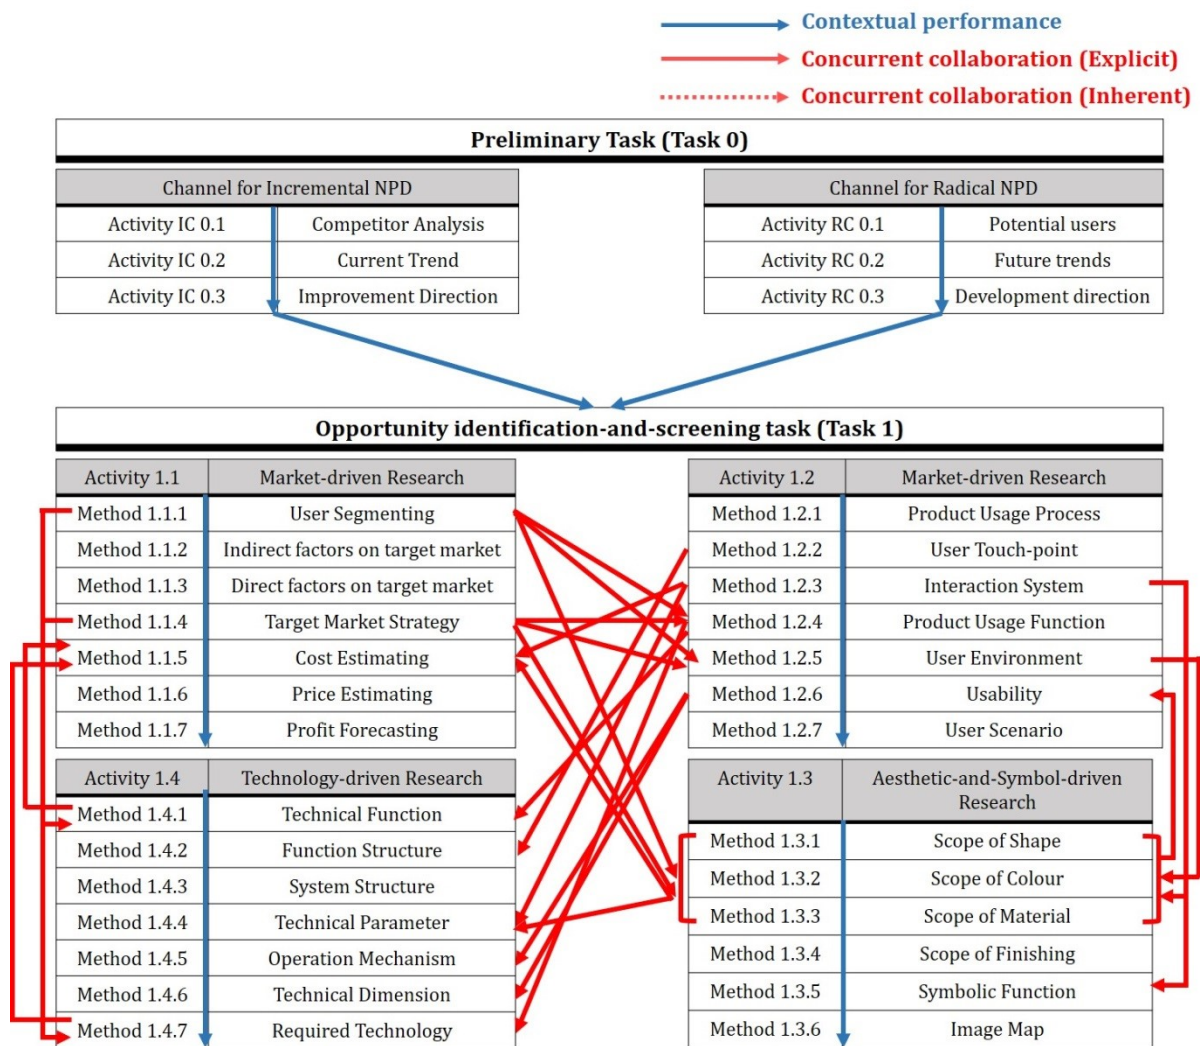 Contextual performance
Concurrent collaboration (Explicit)
Concurrent collaboration (Inherent)
Preliminary Task (Task 0)
Channel for Incremental NPD
Activity IC 0.1 Competitor Analysis
Activity IC 0.2 Current Trend
Activity IC 0.3 Improvement Direction
Channel for Radical NPD
Activity RC 0.1 Potential users
Activity RC 0.2 Future trends
Activity RC 0.3 Development direction
Opportunity identification-and-screening task (Task 1)
Activity 1.1 Market-driven Research
Method 1.1.1 User Segmenting
Method 1.1.2 Indirect factors on target market
Method 1.1.3 Direct factors on target market
Method 1.1.4 Target Market Strategy
Method 1.1.5 Cost Estimating
Method 1.1.6 Price Estimating
Method 1.1.7 Profit Forecasting
Activity 1.2 Market-driven Research
Method 1.2.1 Product Usage Process
Method 1.2.2 User Touch-point
Method 1.2.3 Interaction System
Method 1.2.4 Product Usage Function
Method 1.2.5 User Environment
Method 1.2.6 Usability
Method 1.2.7 User Scenario
Activity 1.4 Technology-driven Research
Method 1.4.1 Technical Function
Method 1.4.2 Function Structure
Method 1.4.3 System Structure
Method 1.4.4 Technical Parameter
Method 1.4.5 Operation Mechanism
Method 1.4.6 Technical Dimension
Method 1.4.7 Required Technology
Activity 1.3 Aesthetic-and-Symbol-driven
Research
Method 1.3.1 Scope of Shape
Method 1.3.2 Scope of Colour
Method 1.3.3 Scope of Material
Method 1.3.4 Scope of Finishing
Method 1.3.5 Symbolic Function
Method 1.3.6 Image Map